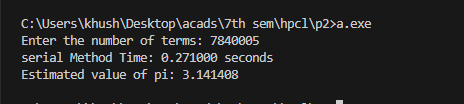 C:\Users\khush\Desktop\acads\7th sem\hpcl\p2>a.exe
Enter the number of terms: 7840005
serial Method Time: 0.271000 seconds
Estimated value of pi: 3.141408